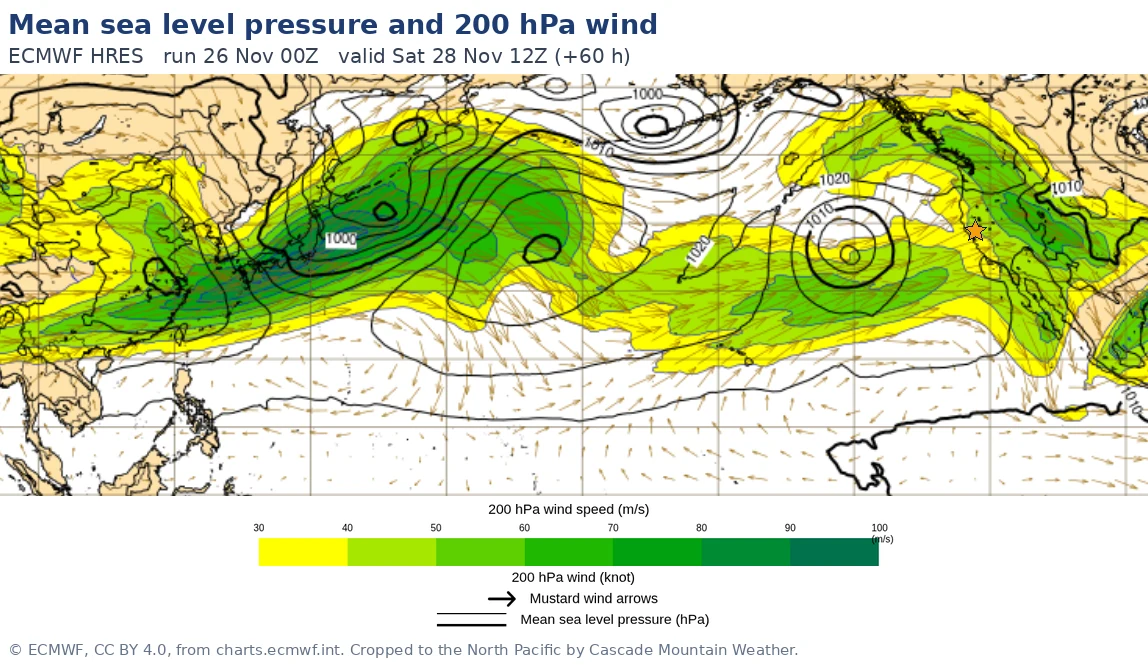 Mean sea level pressure and 200 hPa wind
ECMWF HRES run 26 Nov 00Z valid Sat 28 Nov 12Z (+60 h)
1000
1010
1020
1010
1010
1000
1020
1010
200 hPa wind speed (m/s)
30 40 50 60 70 80 90 100
(m/s)
200 hPa wind (knot)
Mustard wind arrows
Mean sea level pressure (hPa)
© ECMWF, CC BY 4.0, from charts.ecmwf.int. Cropped to the North Pacific by Cascade Mountain Weather.